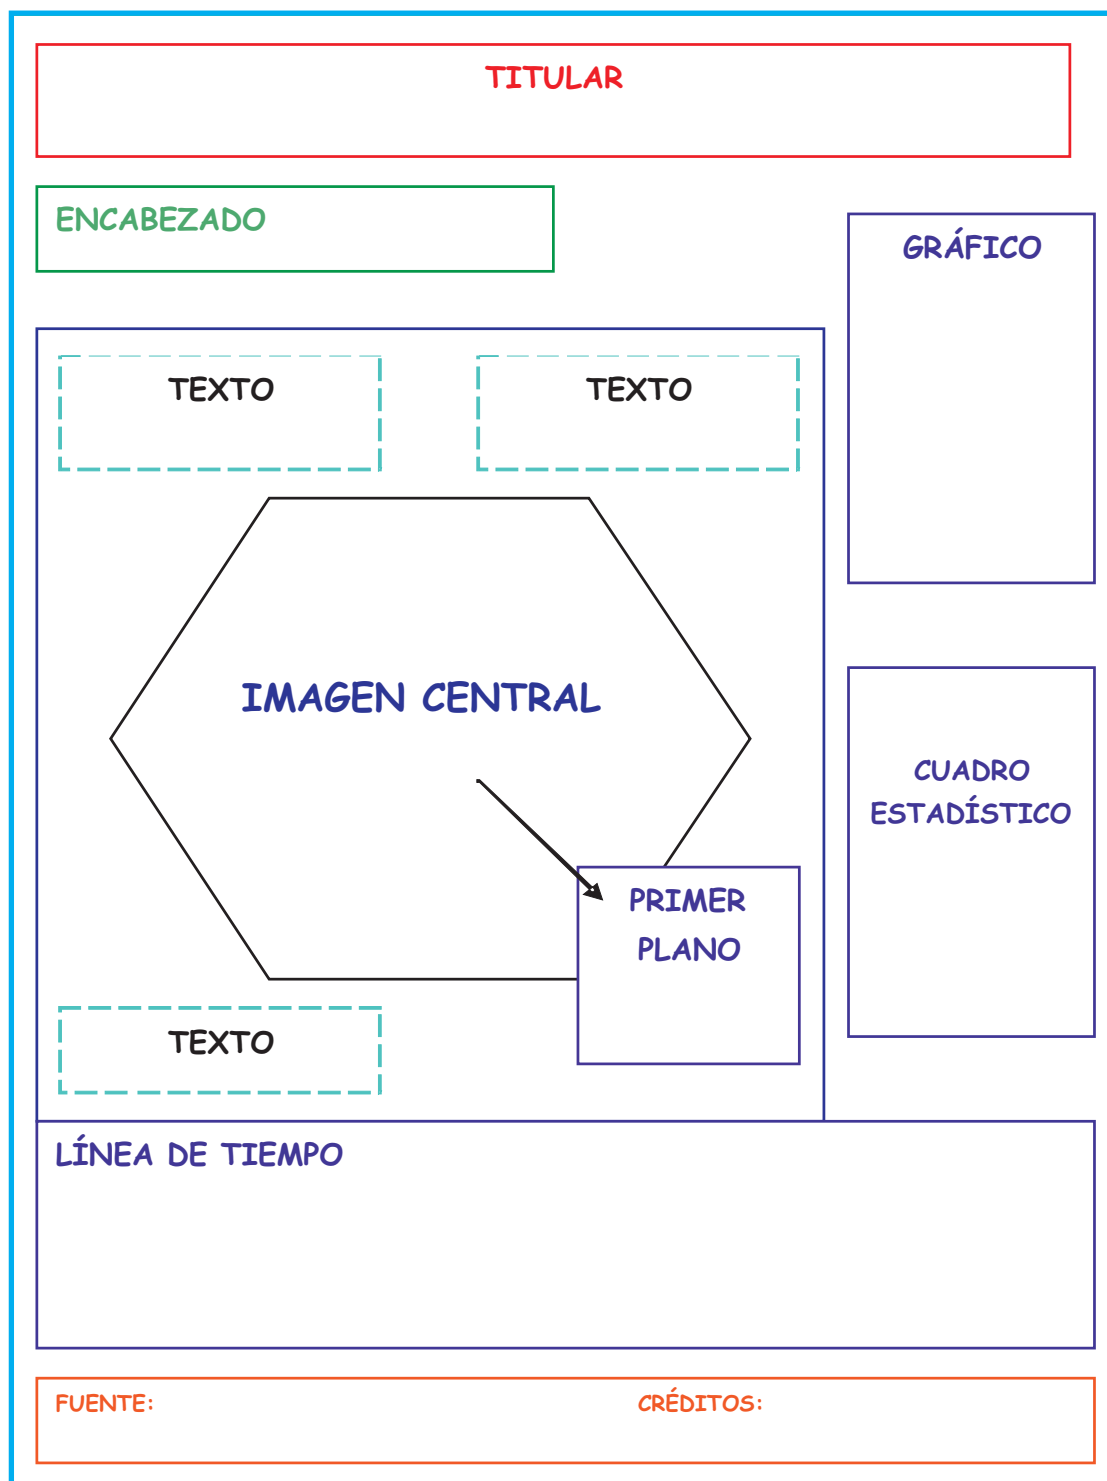 TITULAR
ENCABEZADO
GRÁFICO
TEXTO
TEXTO
IMAGEN CENTRAL
CUADRO
ESTADÍSTICO
PRIMER
PLANO
TEXTO
LÍNEA DE TIEMPO
FUENTE:
CRÉDITOS: